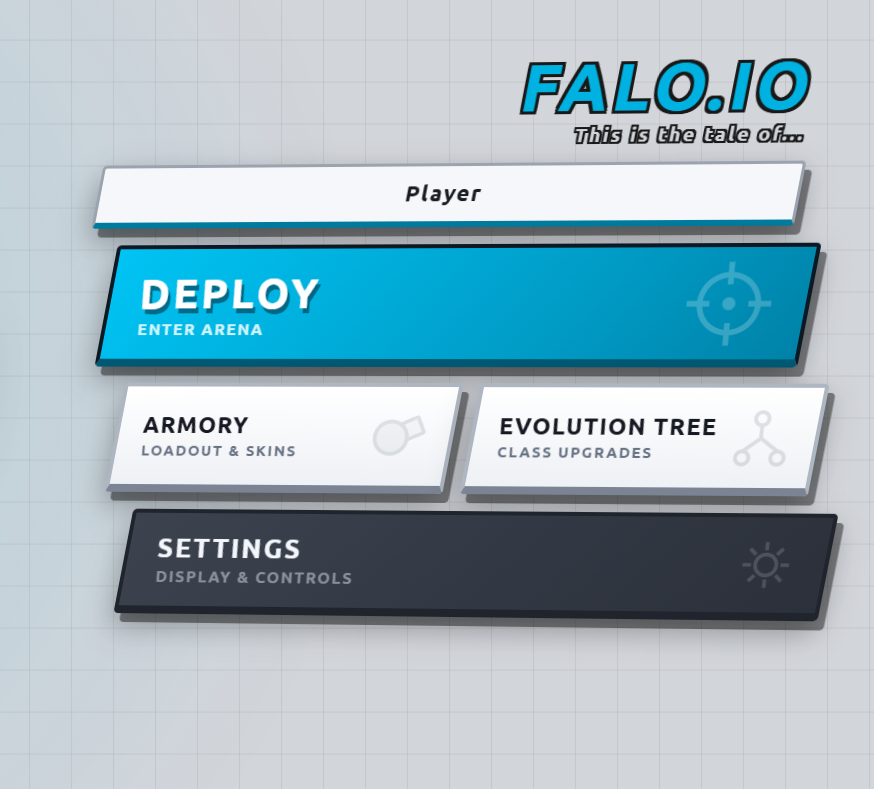 FALO.IO
This is the tale of...
Player
DEPLOY
ENTER ARENA
ARMORY
LOADOUT & SKINS
EVOLUTION TREE
CLASS UPGRADES
SETTINGS
DISPLAY & CONTROLS